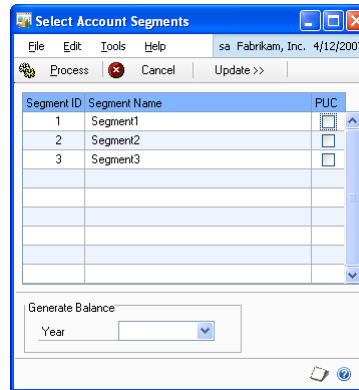 Select Account Segments
File Edit Tools Help sa Fabrikam, Inc. 4/12/2007
Process Cancel Update >>
Segment ID Segment Name PUC
1 Segment1
2 Segment2
3 Segment3
Generate Balance
Year